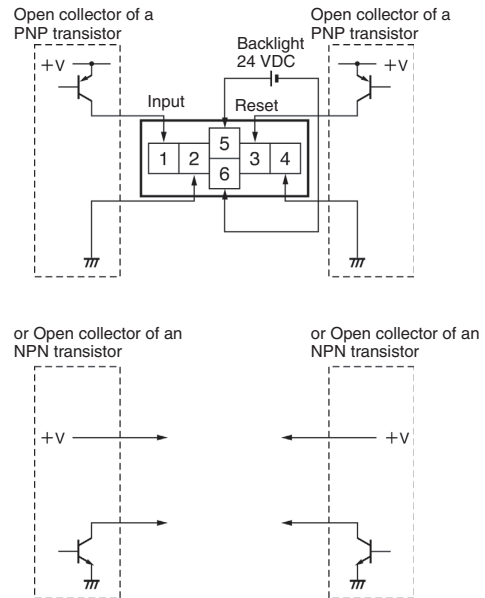 Open collector of a
PNP transistor
Open collector of a
PNP transistor
Backlight
24 VDC
+V
+V
Input
Reset
1 2 5 6 3 4
or Open collector of an
NPN transistor
or Open collector of an
NPN transistor
+V
+V